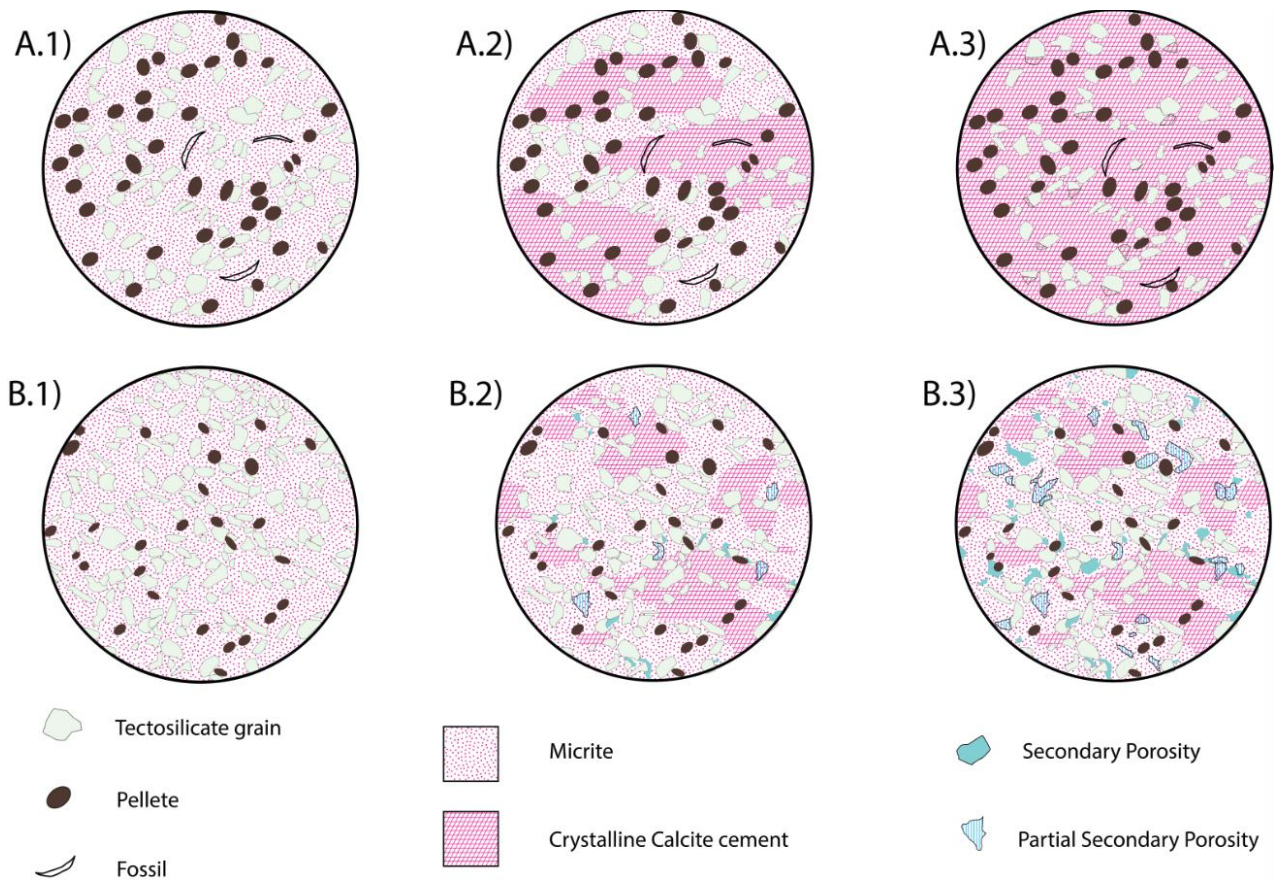 A.1)
A.2)
A.3)
B.1)
B.2)
B.3)
Tectosilicate grain
Pellete
Fossil
Micrite
Crystalline Calcite cement
Secondary Porosity
Partial Secondary Porosity